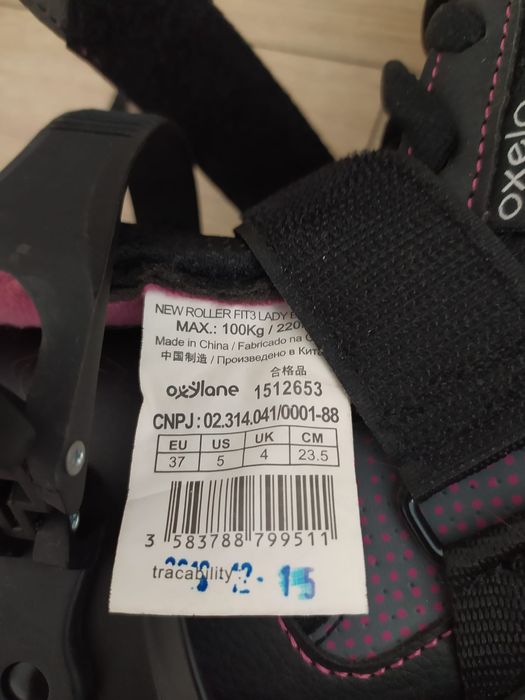 oxelo
NEW ROLLER FIT3 LADY
MAX.: 100Kg / 220
Made in China / Fabricado na
中国制造 / Произведено в Кит
合格品
oxylane 1512653
CNPJ: 02.314.041/0001-88
EU US UK CM
37 5 4 23.5
3 583788 799511
tracability